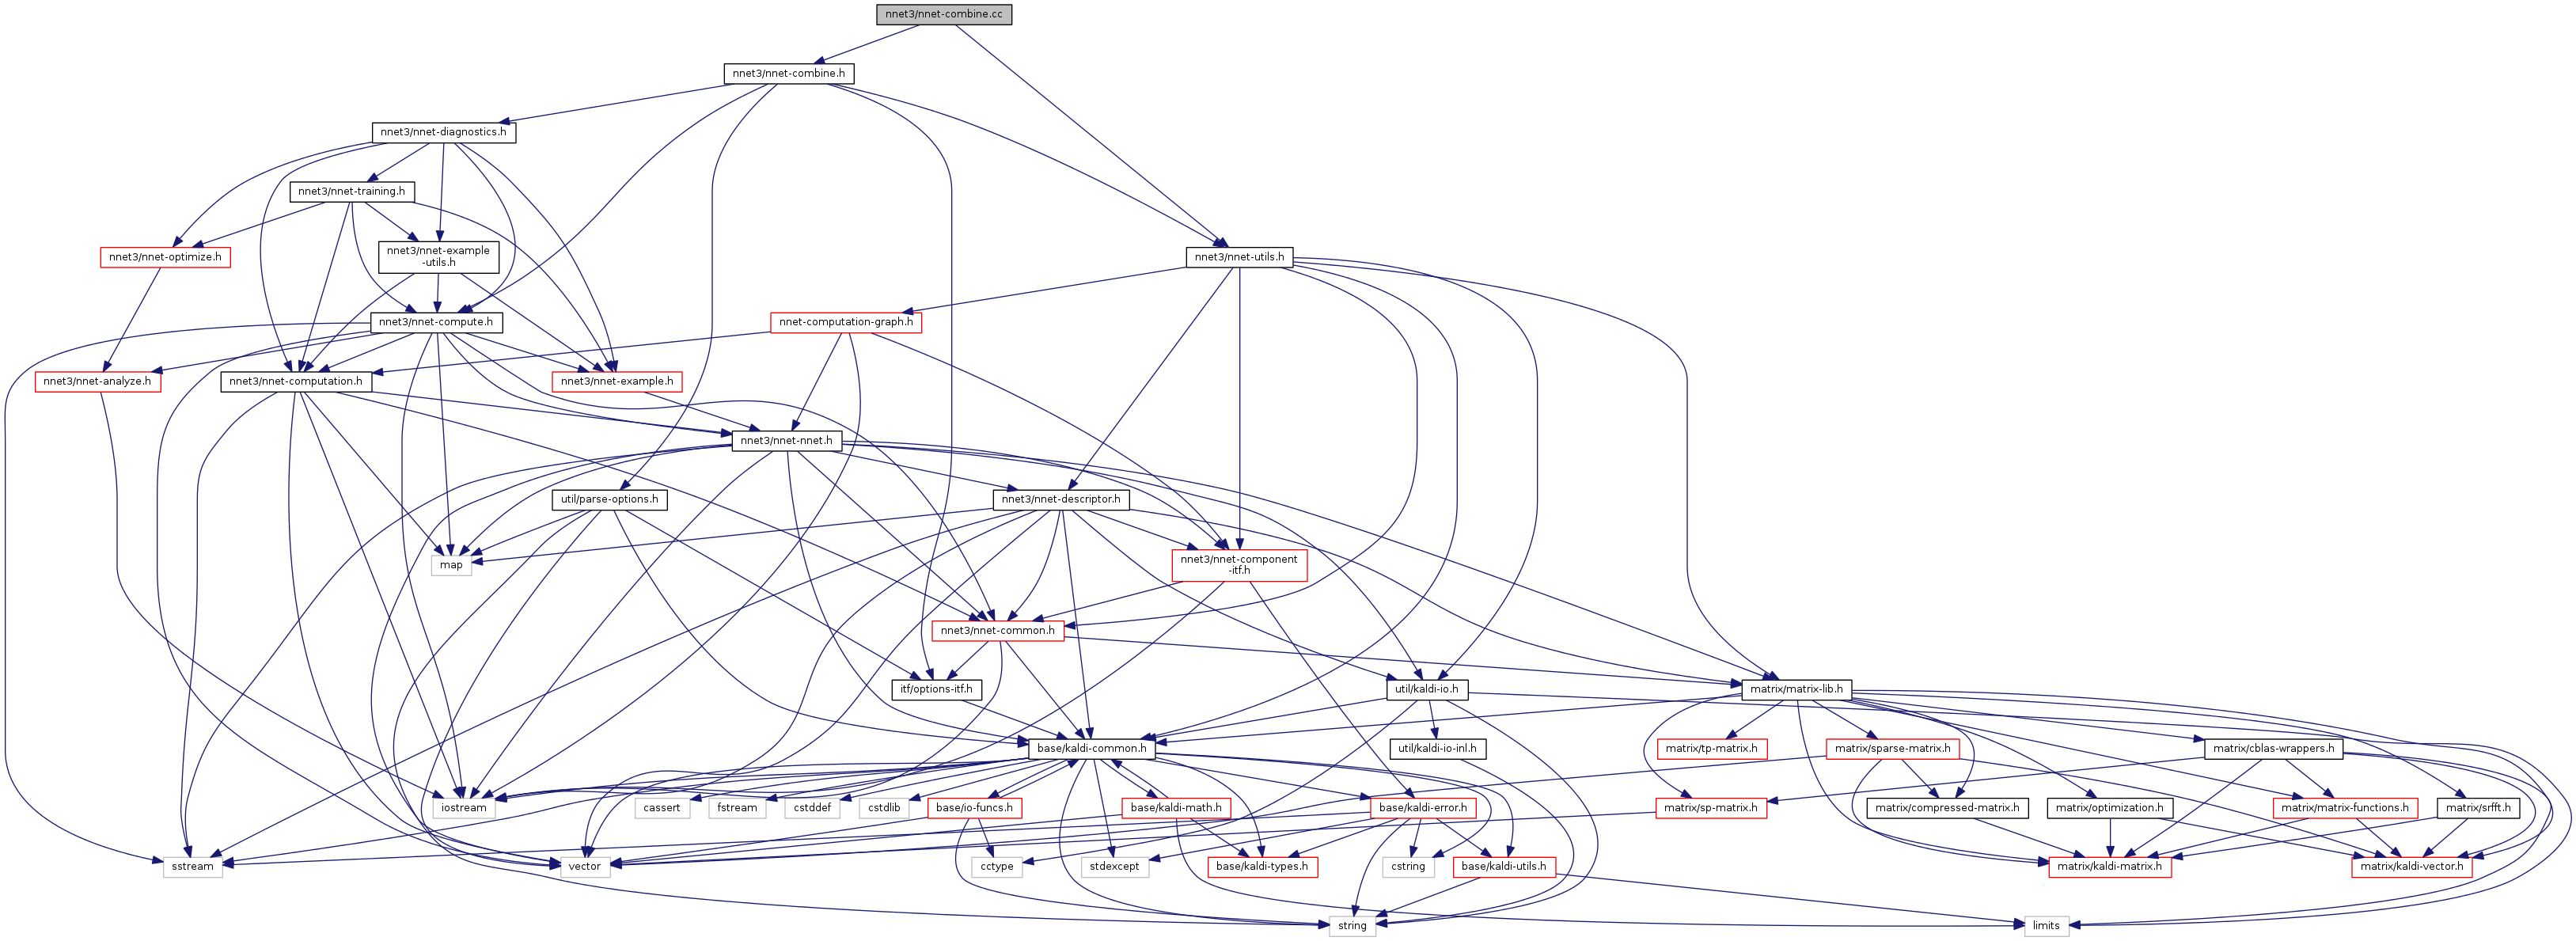 nnet3/nnet-combine.cc
nnet3/nnet-combine.h
nnet3/nnet-diagnostics.h
nnet3/nnet-training.h
nnet3/nnet-optimize.h
nnet3/nnet-example
-utils.h
nnet3/nnet-utils.h
nnet3/nnet-compute.h
nnet-computation-graph.h
nnet3/nnet-analyze.h
nnet3/nnet-computation.h
nnet3/nnet-example.h
nnet3/nnet-nnet.h
util/parse-options.h
nnet3/nnet-descriptor.h
map
nnet3/nnet-component
-itf.h
nnet3/nnet-common.h
itf/options-itf.h
util/kaldi-io.h
matrix/matrix-lib.h
base/kaldi-common.h
util/kaldi-io-inl.h
matrix/tp-matrix.h
matrix/sparse-matrix.h
matrix/cblas-wrappers.h
iostream
cassert
fstream
cstddef
cstdlib
base/io-funcs.h
base/kaldi-math.h
base/kaldi-error.h
matrix/sp-matrix.h
matrix/compressed-matrix.h
matrix/optimization.h
matrix/matrix-functions.h
matrix/srfft.h
sstream
vector
cctype
stdexcept
base/kaldi-types.h
cstring
base/kaldi-utils.h
matrix/kaldi-matrix.h
matrix/kaldi-vector.h
string
limits